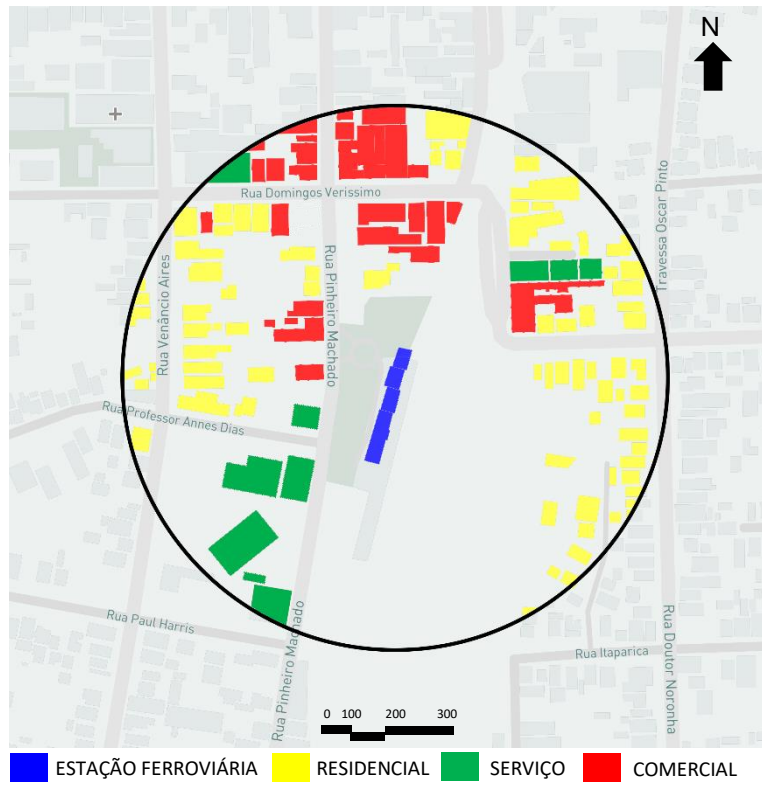 N
Rua Domingos Veríssimo
Travessa Oscar Pinto
Rua Venâncio Aires
Rua Pinheiro Machado
Rua Professor Annes Dias
Rua Paul Harris
Rua Pinheiro Machado
Rua Itaparica
Rua Doutor Noronha
0 100 200 300
ESTAÇÃO FERROVIÁRIA RESIDENCIAL SERVIÇO COMERCIAL